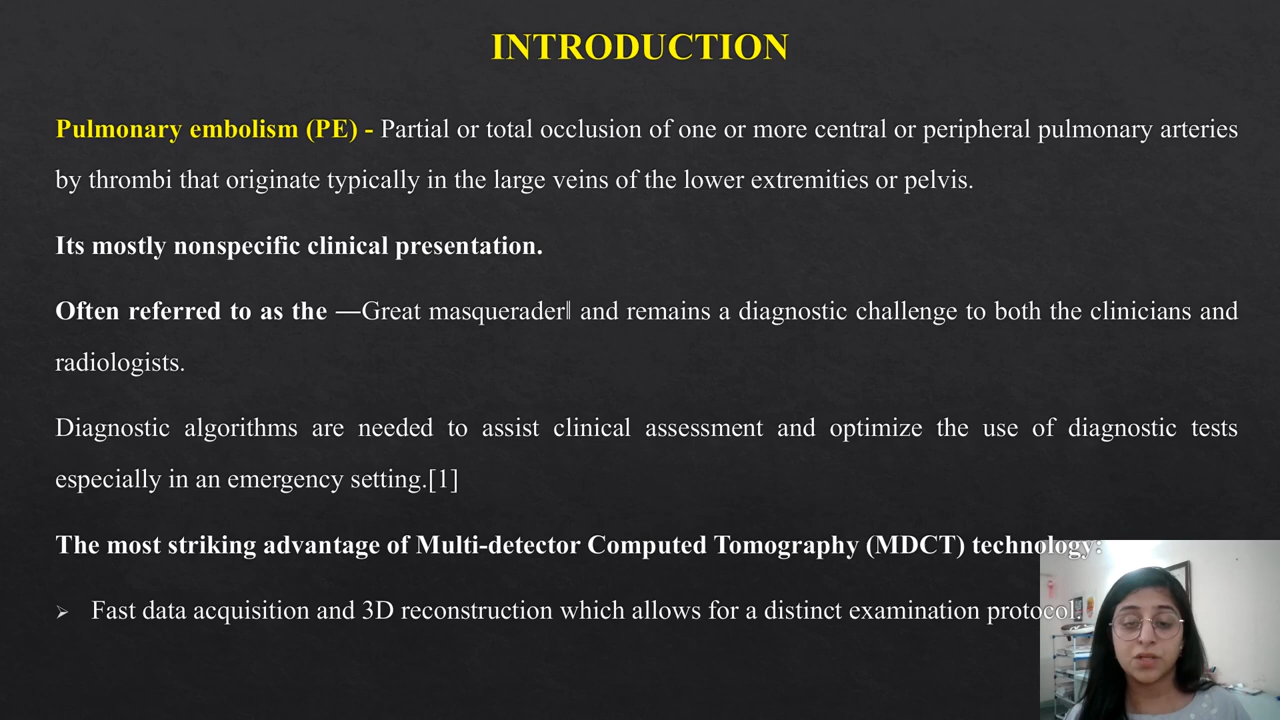 INTRODUCTION
Pulmonary embolism (PE) - Partial or total occlusion of one or more central or peripheral pulmonary arteries
by thrombi that originate typically in the large veins of the lower extremities or pelvis.
Its mostly nonspecific clinical presentation.
Often referred to as the ―Great masquerader‖ and remains a diagnostic challenge to both the clinicians and
radiologists.
Diagnostic algorithms are needed to assist clinical assessment and optimize the use of diagnostic tests
especially in an emergency setting.[1]
The most striking advantage of Multi-detector Computed Tomography (MDCT) technology:
➢ Fast data acquisition and 3D reconstruction which allows for a distinct examination protocol.